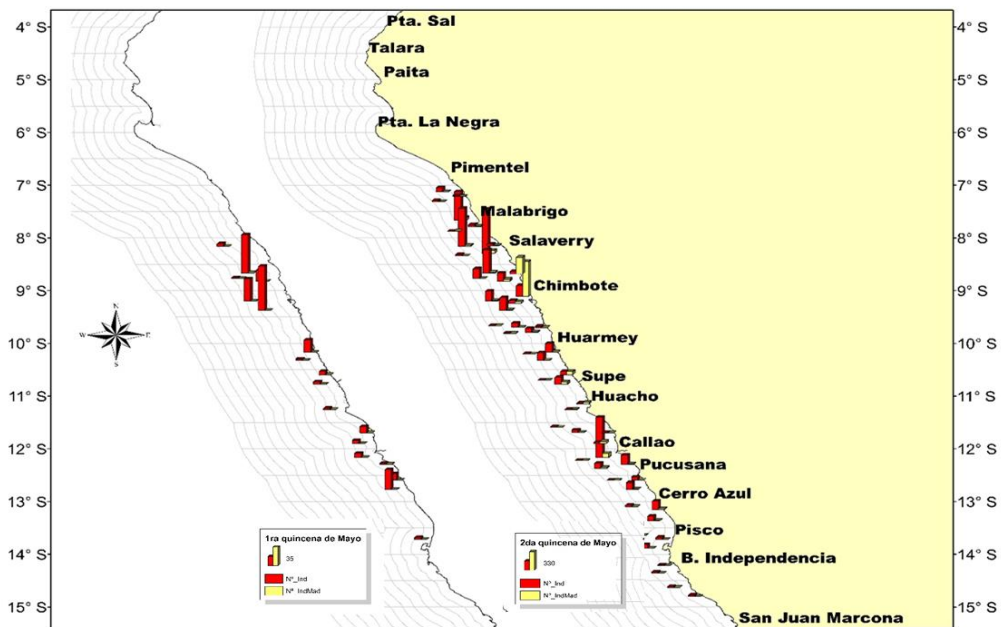 4° S
5° S
6° S
7° S
8° S
9° S
10° S
11° S
12° S
13° S
14° S
15° S
Pta. Sal
Talara
Paita
Pta. La Negra
Pimentel
Malabrigo
Salaverry
Chimbote
Huarmey
Supe
Huacho
Callao
Pucusana
Cerro Azul
Pisco
B. Independencia
San Juan Marcona
N
W
E
S
1ra quincena de Mayo
35
N°_Ind
N°_IndMad
2da quincena de Mayo
330
N°_Ind
N°_IndMad
4° S
5° S
6° S
7° S
8° S
9° S
10° S
11° S
12° S
13° S
14° S
15° S